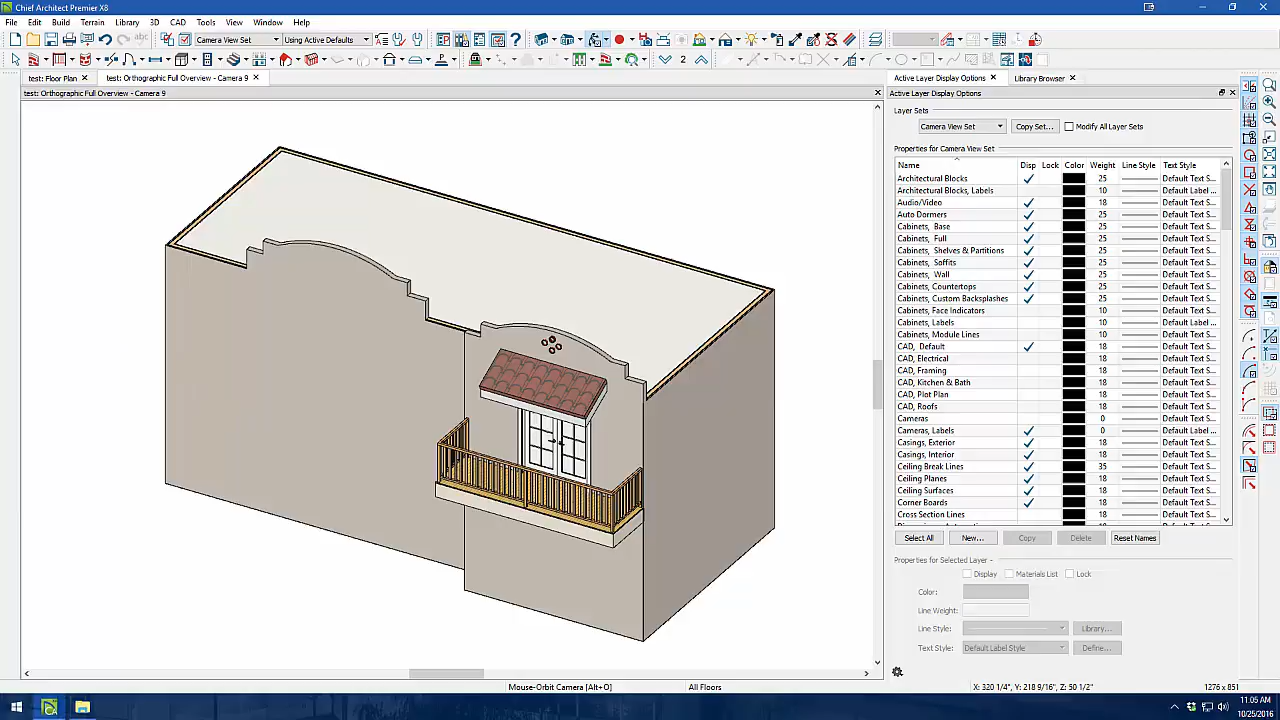 Chief Architect Premier X8
File Edit Build Terrain Library 3D CAD Tools View Window Help
Camera View Set Using Active Defaults
2
test: Floor Plan test: Orthographic Full Overview - Camera 9 Active Layer Display Options Library Browser
test: Orthographic Full Overview - Camera 9 Active Layer Display Options
Layer Sets
Camera View Set Copy Set... Modify All Layer Sets
Properties for Camera View Set
Name Disp Lock Color Weight Line Style Text Style
Architectural Blocks 25 Default Text S...
Architectural Blocks, Labels 10 Default Label ...
Audio/Video 18 Default Text S...
Auto Dormers 25 Default Text S...
Cabinets, Base 25 Default Text S...
Cabinets, Full 25 Default Text S...
Cabinets, Shelves & Partitions 25 Default Text S...
Cabinets, Soffits 25 Default Text S...
Cabinets, Wall 25 Default Text S...
Cabinets, Countertops 25 Default Text S...
Cabinets, Custom Backsplashes 25 Default Text S...
Cabinets, Face Indicators 10 Default Text S...
Cabinets, Labels 10 Default Label ...
Cabinets, Module Lines 10 Default Text S...
CAD, Default 18 Default Text S...
CAD, Electrical 18 Default Text S...
CAD, Framing 18 Default Text S...
CAD, Kitchen & Bath 18 Default Text S...
CAD, Plot Plan 18 Default Text S...
CAD, Roofs 18 Default Text S...
Cameras 0 Default Text S...
Cameras, Labels 0 Default Label ...
Casings, Exterior 18 Default Text S...
Casings, Interior 18 Default Text S...
Ceiling Break Lines 35 Default Text S...
Ceiling Planes 18 Default Text S...
Ceiling Surfaces 18 Default Text S...
Corner Boards 18 Default Text S...
Cross Section Lines 18 Default Text S...
Select All New... Copy Delete Reset Names
Properties for Selected Layer -
Display Materials List Lock
Color:
Line Weight:
Line Style: Library...
Text Style: Default Label Style Define...
Mouse-Orbit Camera [Alt+O] All Floors X: 320 1/4", Y: 218 9/16", Z: 50 1/2" 1276 x 851
11:05 AM
10/25/2016